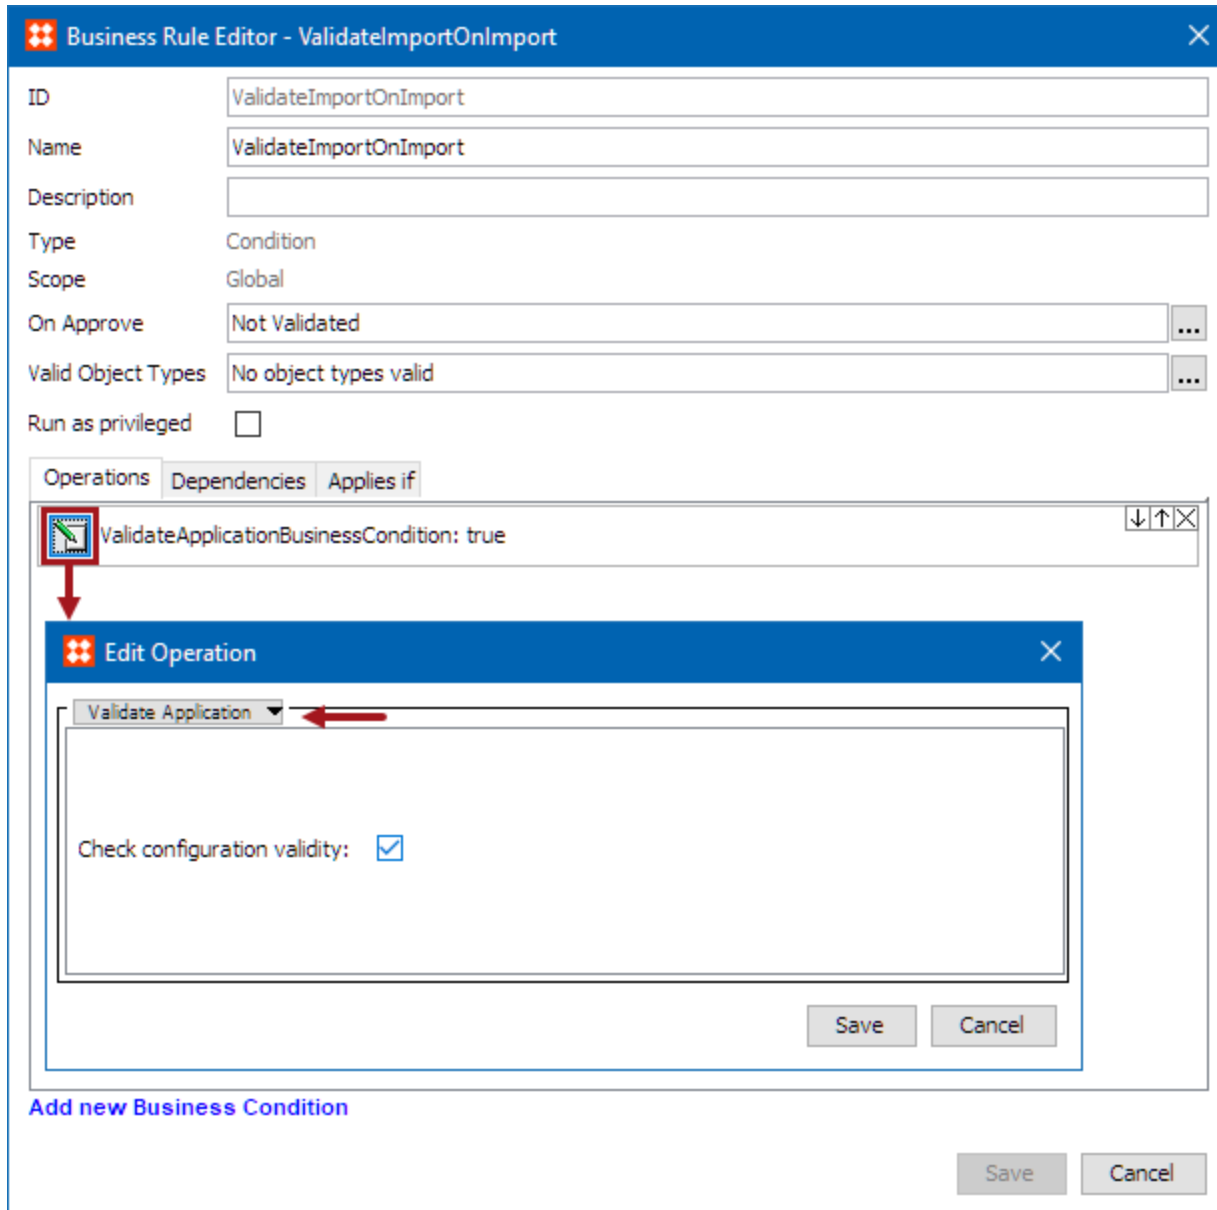 Business Rule Editor - ValidateImportOnImport
ID ValidateImportOnImport
Name ValidateImportOnImport
Description
Type Condition
Scope Global
On Approve Not Validated ...
Valid Object Types No object types valid ...
Run as privileged
Operations Dependencies Applies if
ValidateApplicationBusinessCondition: true
Edit Operation
Validate Application
Check configuration validity:
Save Cancel
Add new Business Condition
Save Cancel